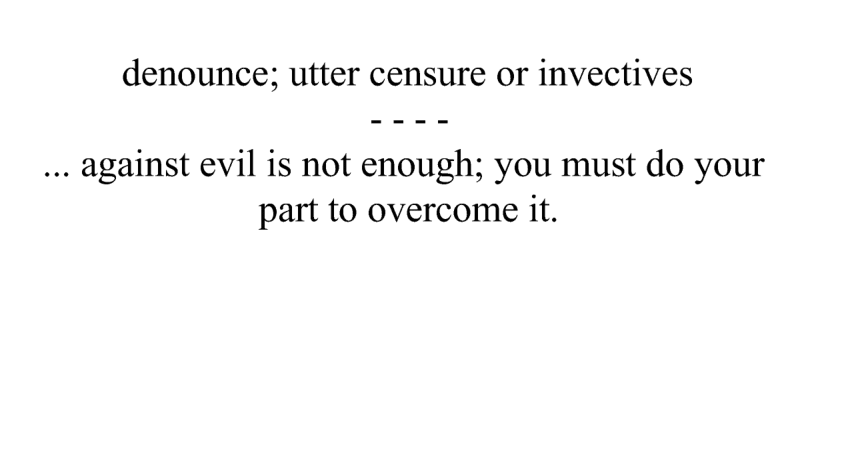 denounce; utter censure or invectives
- - - -
... against evil is not enough; you must do your
part to overcome it.